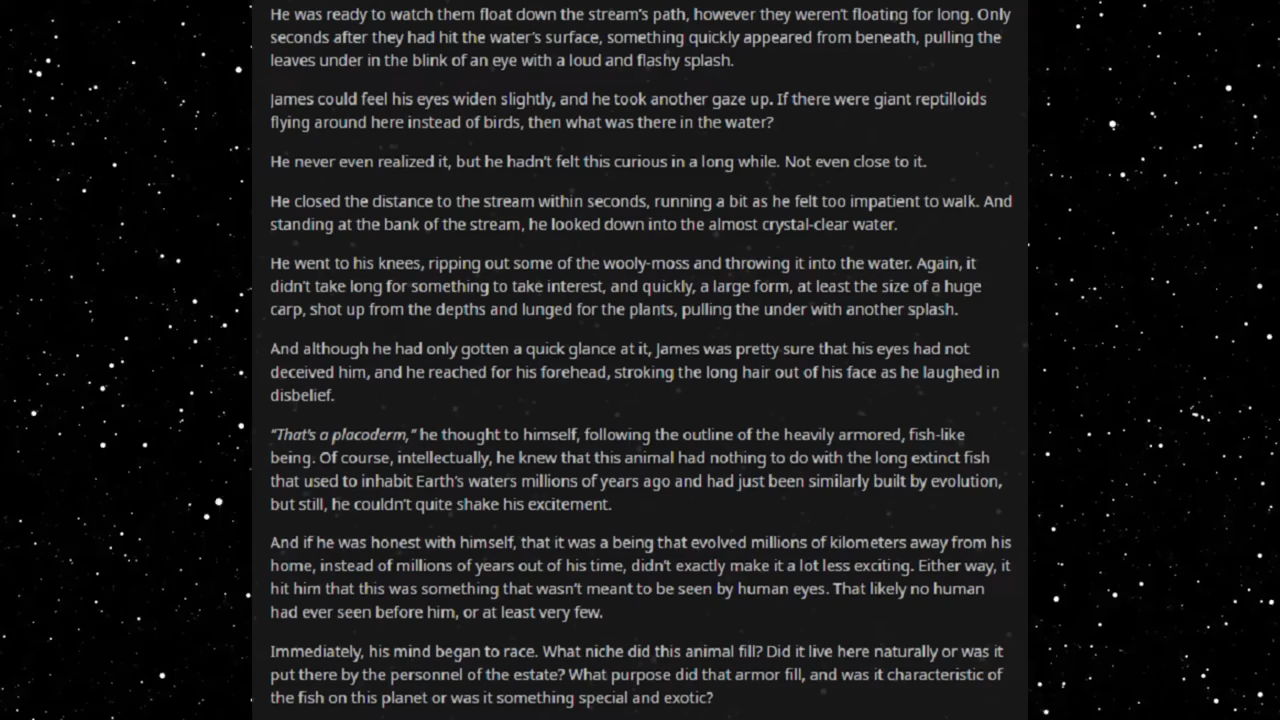 He was ready to watch them float down the stream's path, however they weren't floating for long. Only
seconds after they had hit the water's surface, something quickly appeared from beneath, pulling the
leaves under in the blink of an eye with a loud and flashy splash.
James could feel his eyes widen slightly, and he took another gaze up. If there were giant reptilloids
flying around here instead of birds, then what was there in the water?
He never even realized it, but he hadn't felt this curious in a long while. Not even close to it.
He closed the distance to the stream within seconds, running a bit as he felt too impatient to walk. And
standing at the bank of the stream, he looked down into the almost crystal-clear water.
He went to his knees, ripping out some of the wooly-moss and throwing it into the water. Again, it
didn't take long for something to take interest, and quickly, a large form, at least the size of a huge
carp, shot up from the depths and lunged for the plants, pulling the under with another splash.
And although he had only gotten a quick glance at it, James was pretty sure that his eyes had not
deceived him, and he reached for his forehead, stroking the long hair out of his face as he laughed in
disbelief.
“That's a placoderm,” he thought to himself, following the outline of the heavily armored, fish-like
being. Of course, intellectually, he knew that this animal had nothing to do with the long extinct fish
that used to inhabit Earth's waters millions of years ago and had just been similarly built by evolution,
but still, he couldn't quite shake his excitement.
And if he was honest with himself, that it was a being that evolved millions of kilometers away from his
home, instead of millions of years out of his time, didn't exactly make it a lot less exciting. Either way, it
hit him that this was something that wasn't meant to be seen by human eyes. That likely no human
had ever seen before him, or at least very few.
Immediately, his mind began to race. What niche did this animal fill? Did it live here naturally or was it
put there by the personnel of the estate? What purpose did that armor fill, and was it characteristic of
the fish on this planet or was it something special and exotic?